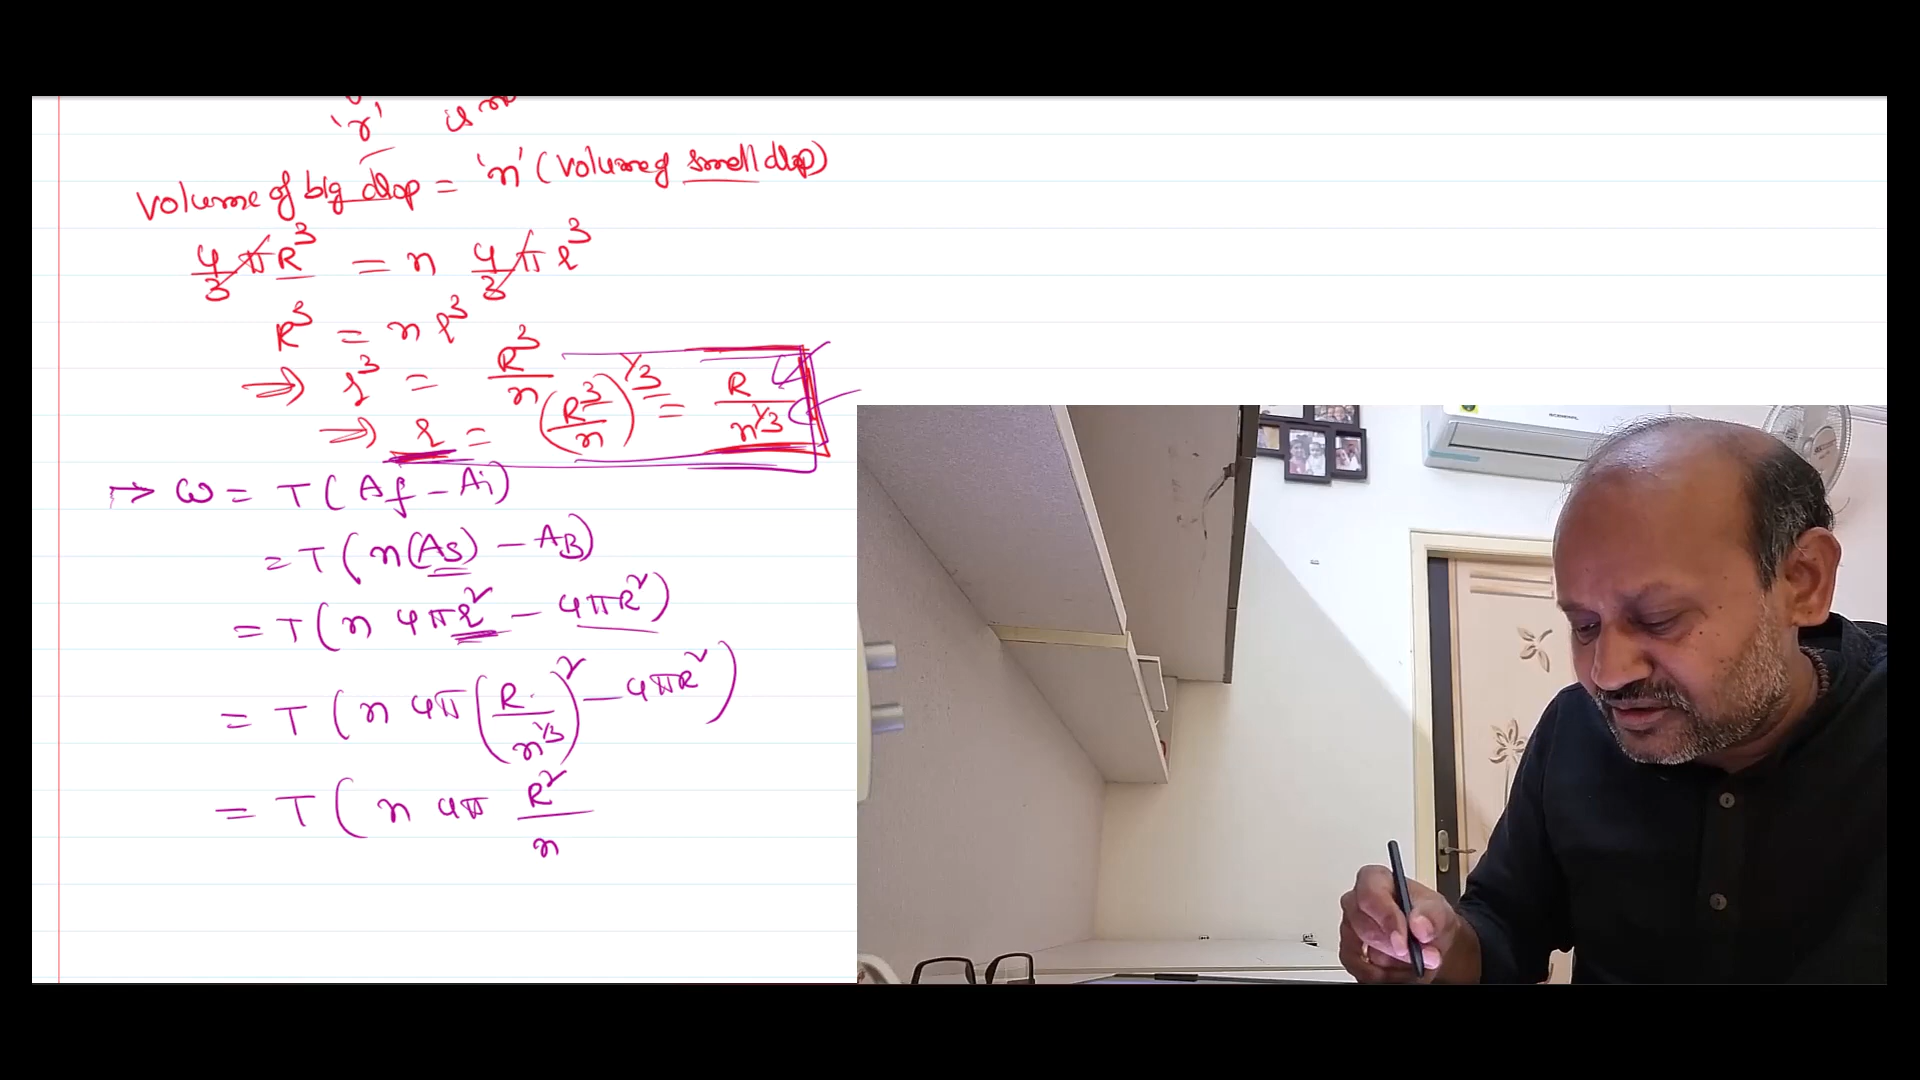 'r' is
volume of big drop = 'n' (volume of small drop)
4/3 π R³ = n 4/3 π r³
R³ = n r³
⇒ r³ = R³/n
⇒ r = (R³/n)^1/3 = R/n^1/3
→ W = T (Af - Ai)
= T (n(As) - AB)
= T (n 4πr² - 4πR²)
= T (n 4π (R/n^1/3)² - 4πR²)
= T ( n 4π R²/n